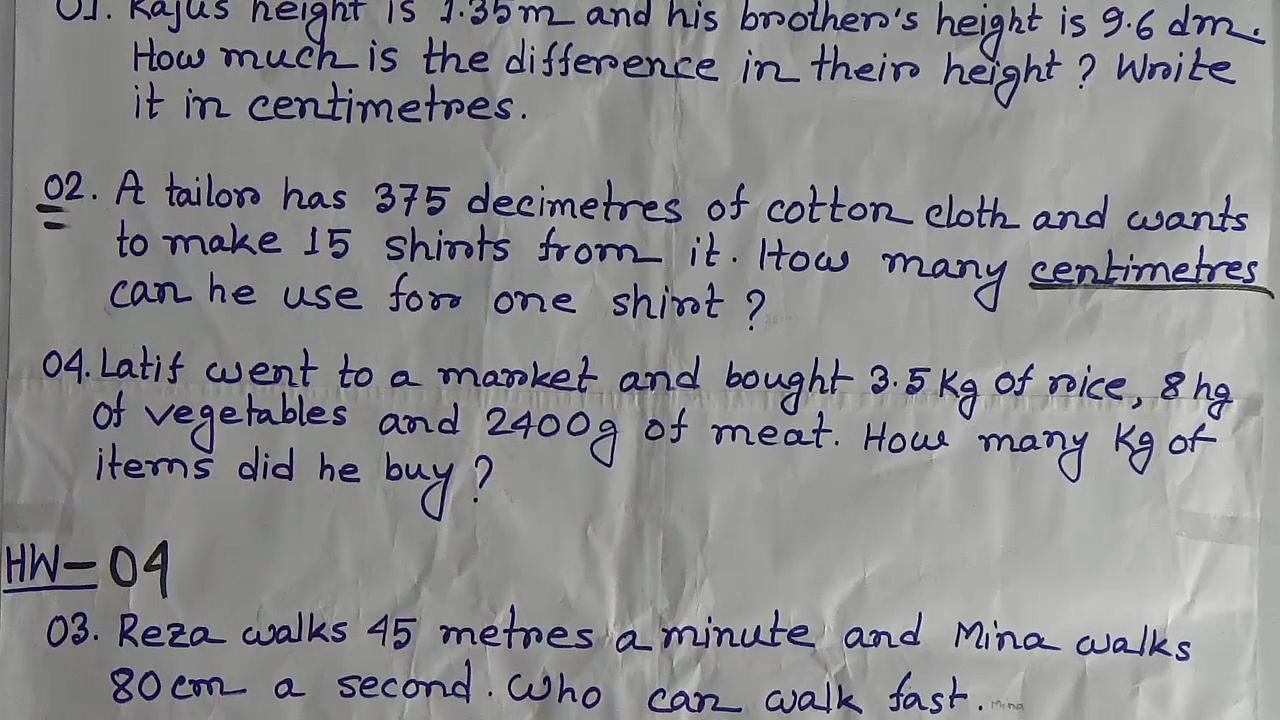 01. Rajus height is 1.35m and his brother's height is 9.6 dm.
How much is the difference in their height? Write
it in centimetres.
02. A tailor has 375 decimetres of cotton cloth and wants
to make 15 shirts from it. How many centimetres
can he use for one shirt?
04. Latif went to a market and bought 3.5 Kg of rice, 8 hg
of vegetables and 2400g of meat. How many Kg of
items did he buy?
HW-04
03. Reza walks 45 metres a minute and Mina walks
80 cm a second. Who can walk fast. Mina